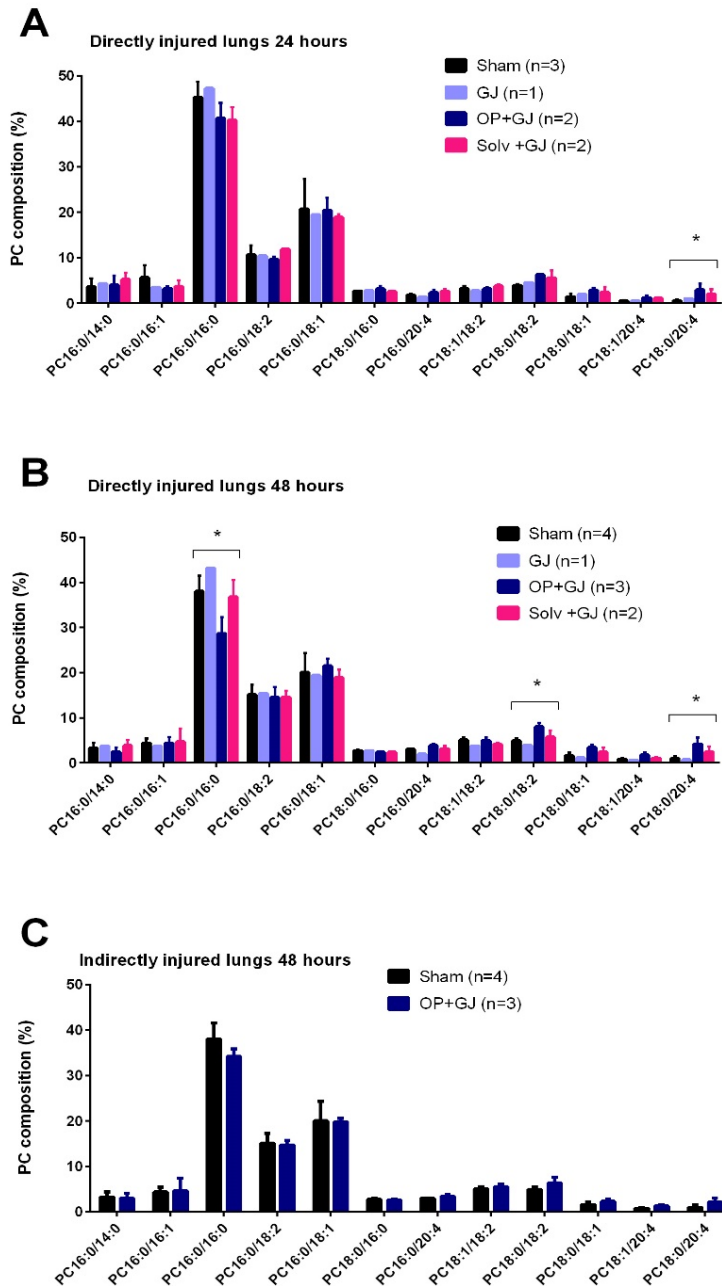 A
Directly injured lungs 24 hours
Sham (n=3)
GJ (n=1)
OP+GJ (n=2)
Solv +GJ (n=2)
PC composition (%)
50
40
30
20
10
0
*
PC16:0/14:0
PC16:0/16:1
PC16:0/16:0
PC16:0/18:2
PC16:0/18:1
PC18:0/16:0
PC16:0/20:4
PC18:1/18:2
PC18:0/18:2
PC18:0/18:1
PC18:1/20:4
PC18:0/20:4
B
Directly injured lungs 48 hours
Sham (n=4)
GJ (n=1)
OP+GJ (n=3)
Solv +GJ (n=2)
PC composition (%)
50
40
30
20
10
0
*
*
*
PC16:0/14:0
PC16:0/16:1
PC16:0/16:0
PC16:0/18:2
PC16:0/18:1
PC18:0/16:0
PC16:0/20:4
PC18:1/18:2
PC18:0/18:2
PC18:0/18:1
PC18:1/20:4
PC18:0/20:4
C
Indirectly injured lungs 48 hours
Sham (n=4)
OP+GJ (n=3)
PC composition (%)
50
40
30
20
10
0
PC16:0/14:0
PC16:0/16:1
PC16:0/16:0
PC16:0/18:2
PC16:0/18:1
PC18:0/16:0
PC16:0/20:4
PC18:1/18:2
PC18:0/18:2
PC18:0/18:1
PC18:1/20:4
PC18:0/20:4